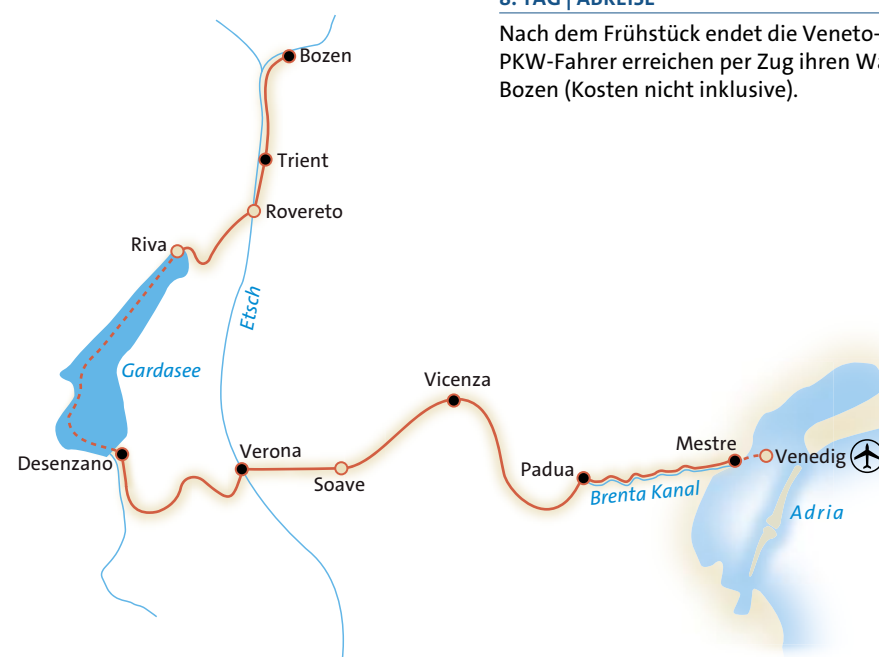 8. TAG | ABREISE
Nach dem Frühstück endet die Veneto-
PKW-Fahrer erreichen per Zug ihren
Bozen (Kosten nicht inklusive).
Bozen
Trient
Rovereto
Riva
Etsch
Gardasee
Vicenza
Desenzano
Verona
Soave
Padua
Brenta Kanal
Mestre
Venedig
Adria